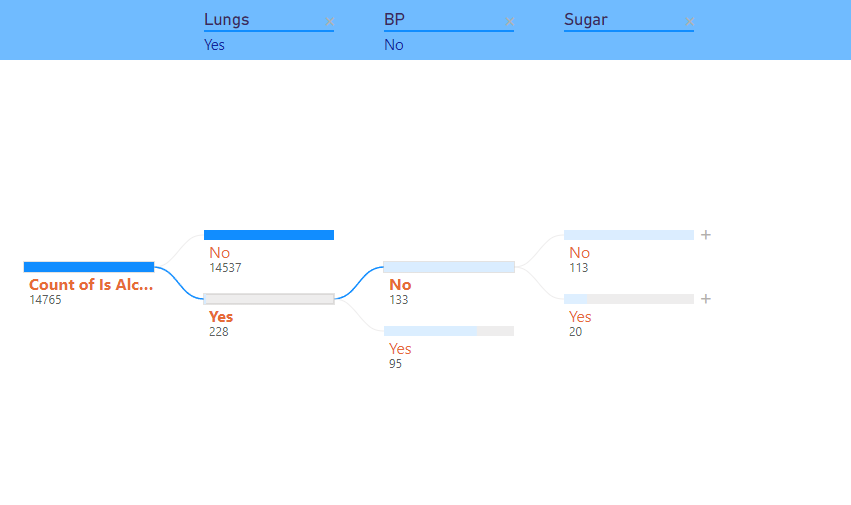 Lungs
BP
Sugar
Yes
No
No
14537
No
113
Count of Is Alc...
14765
No
133
Yes
228
Yes
20
Yes
95